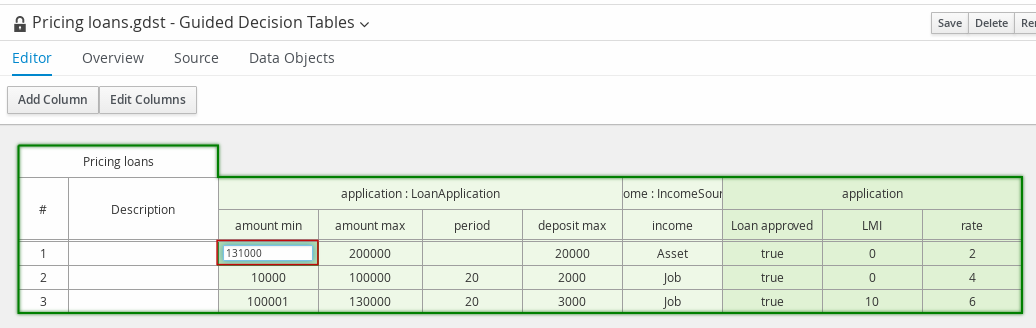 Pricing loans.gdst - Guided Decision Tables
Save Delete Re
Editor Overview Source Data Objects
Add Column Edit Columns
Pricing loans
# Description application : LoanApplication ome : IncomeSour application
amount min amount max period deposit max income Loan approved LMI rate
1 131000 200000 20000 Asset true 0 2
2 10000 100000 20 2000 Job true 0 4
3 100001 130000 20 3000 Job true 10 6